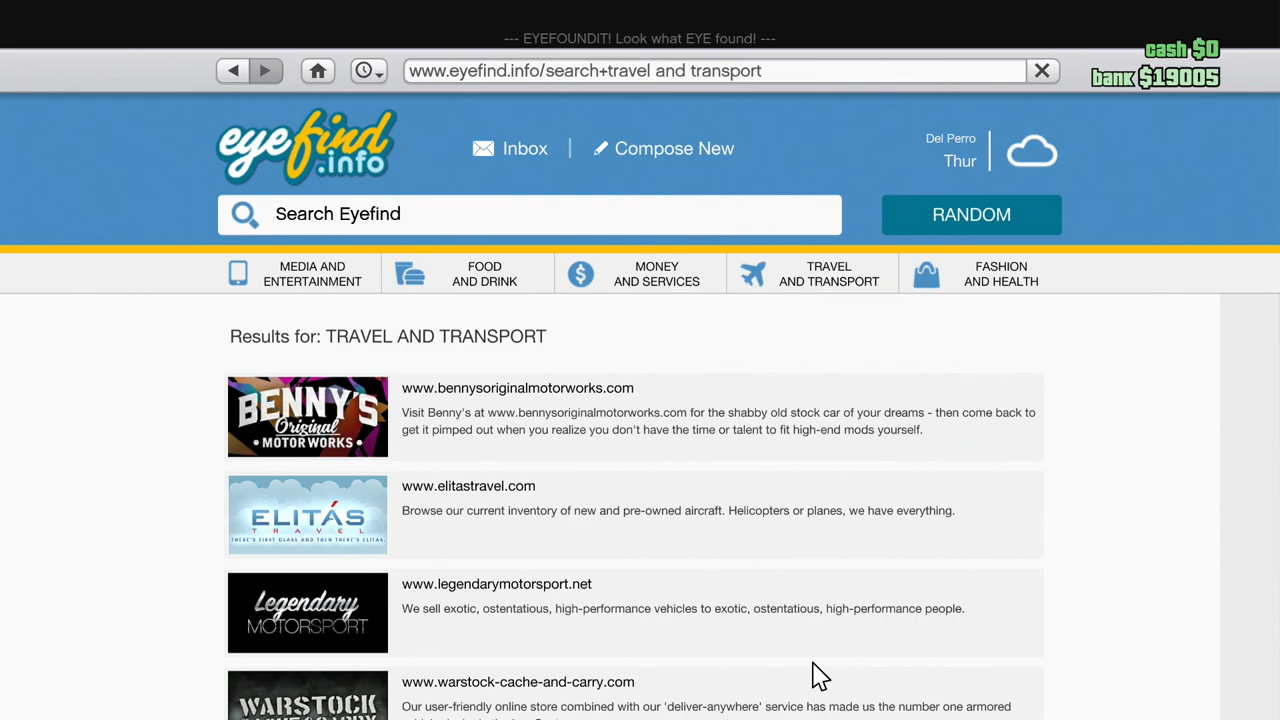 --- EYEFOUNDIT! Look what EYE found! ---
cash $0
www.eyefind.info/search+travel and transport
bank $19005
eyefind
.info
Inbox
Compose New
Del Perro
Thur
Search Eyefind
RANDOM
MEDIA AND
ENTERTAINMENT
FOOD
AND DRINK
MONEY
AND SERVICES
TRAVEL
AND TRANSPORT
FASHION
AND HEALTH
Results for: TRAVEL AND TRANSPORT
BENNY'S
Original
MOTOR WORKS
www.bennysoriginalmotorworks.com
Visit Benny's at www.bennysoriginalmotorworks.com for the shabby old stock car of your dreams - then come back to
get it pimped out when you realize you don't have the time or talent to fit high-end mods yourself.
ELITÁS
TRAVEL
THERE'S FIRST CLASS AND THEN THERE'S ELITAS.
www.elitastravel.com
Browse our current inventory of new and pre-owned aircraft. Helicopters or planes, we have everything.
Legendary
MOTORSPORT
www.legendarymotorsport.net
We sell exotic, ostentatious, high-performance vehicles to exotic, ostentatious, high-performance people.
WARSTOCK
www.warstock-cache-and-carry.com
Our user-friendly online store combined with our 'deliver-anywhere' service has made us the number one armored